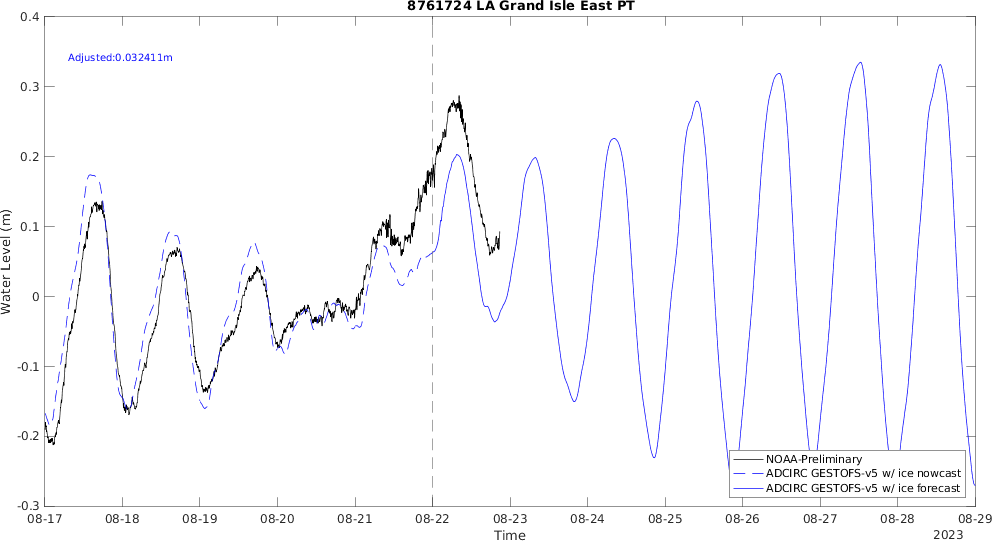 8761724 LA Grand Isle East PT
Adjusted:0.032411m
Water Level (m)
0.4
0.3
0.2
0.1
0
-0.1
-0.2
-0.3
NOAA-Preliminary
ADCIRC GESTOFS-v5 w/ ice nowcast
ADCIRC GESTOFS-v5 w/ ice forecast
08-17 08-18 08-19 08-20 08-21 08-22 08-23 08-24 08-25 08-26 08-27 08-28 08-29
Time
2023